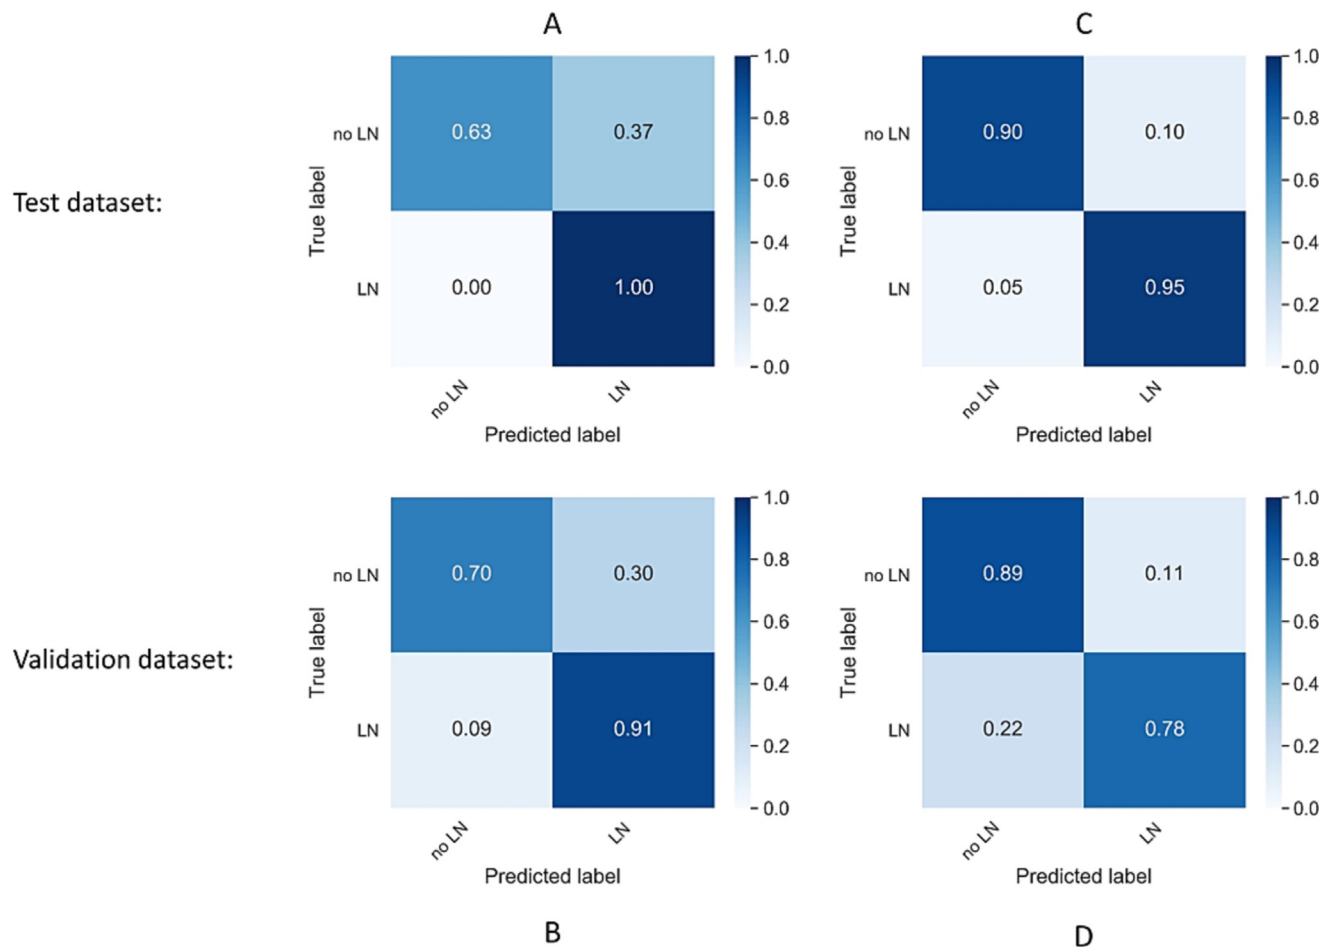 A
C
Test dataset:
True label
no LN
LN
0.63
0.37
0.00
1.00
no LN
LN
Predicted label
1.0
0.8
0.6
0.4
0.2
0.0
True label
no LN
LN
0.90
0.10
0.05
0.95
no LN
LN
Predicted label
1.0
0.8
0.6
0.4
0.2
0.0
Validation dataset:
True label
no LN
LN
0.70
0.30
0.09
0.91
no LN
LN
Predicted label
1.0
0.8
0.6
0.4
0.2
0.0
True label
no LN
LN
0.89
0.11
0.22
0.78
no LN
LN
Predicted label
1.0
0.8
0.6
0.4
0.2
0.0
B
D